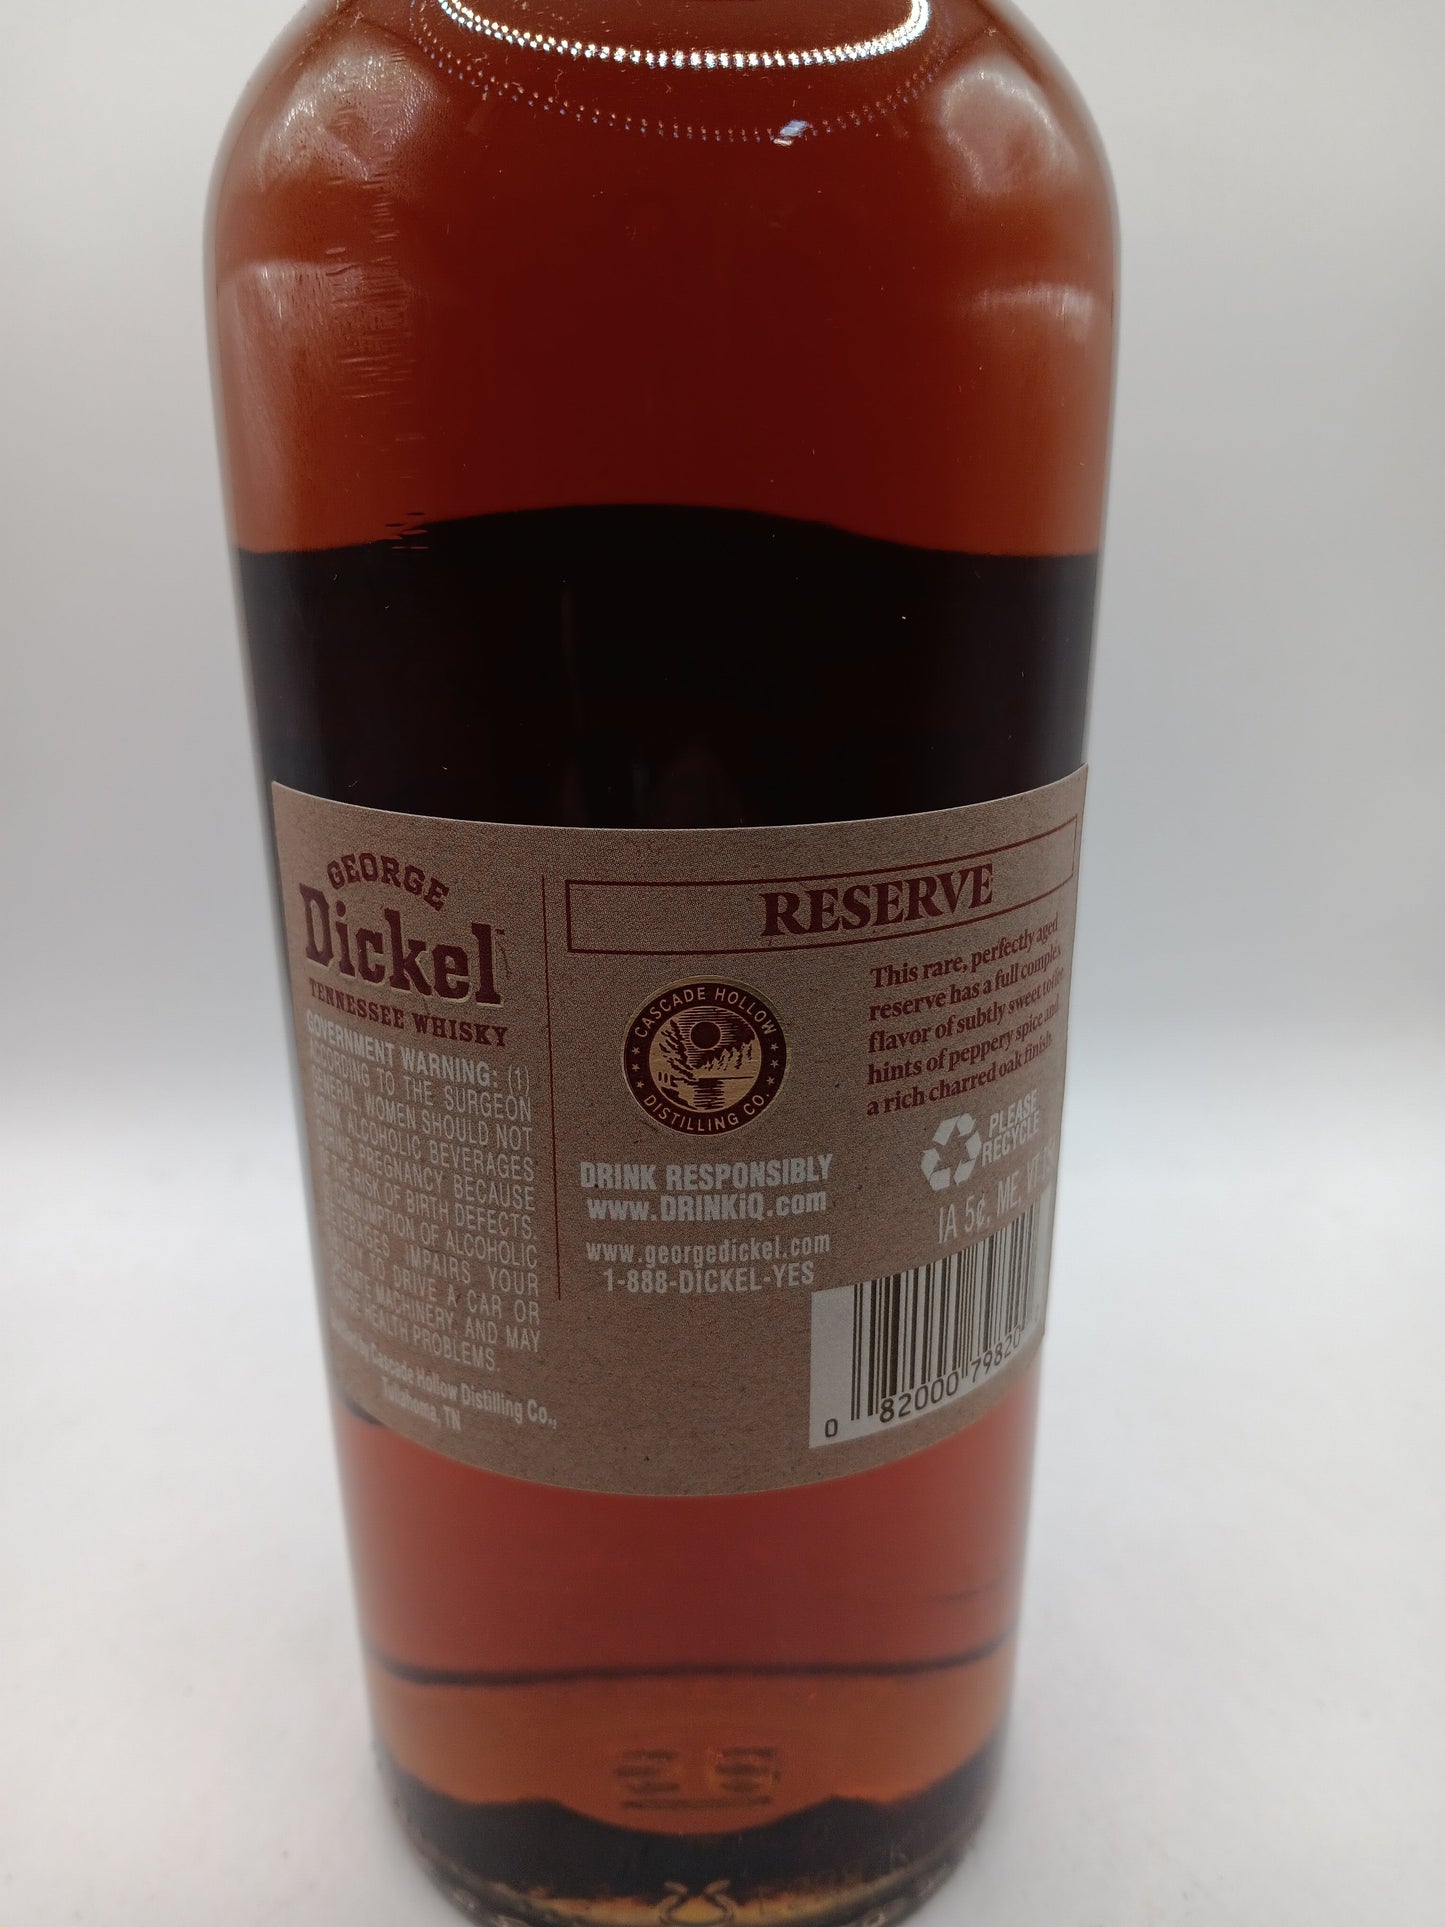 GEORGE
Dickel™
TENNESSEE WHISKY
GOVERNMENT WARNING: (1)
ACCORDING TO THE SURGEON
GENERAL, WOMEN SHOULD NOT
DRINK ALCOHOLIC BEVERAGES
DURING PREGNANCY BECAUSE
OF THE RISK OF BIRTH DEFECTS.
CONSUMPTION OF ALCOHOLIC
BEVERAGES IMPAIRS YOUR
TO DRIVE A CAR OR
OPERATE MACHINERY, AND MAY
HEALTH PROBLEMS.
by Cascade Hollow Distilling Co.,
Tullahoma, TN
RESERVE
CASCADE HOLLOW
DISTILLING CO.
DRINK RESPONSIBLY
www.DRINKiQ.com
www.georgedickel.com
1-888-DICKEL-YES
This rare, perfectly aged
reserve has a full complex
flavor of subtly sweet toffee
hints of peppery spice and
a rich charred oak finish.
PLEASE
RECYCLE
IA 5¢, ME, VT
0 82000 79820